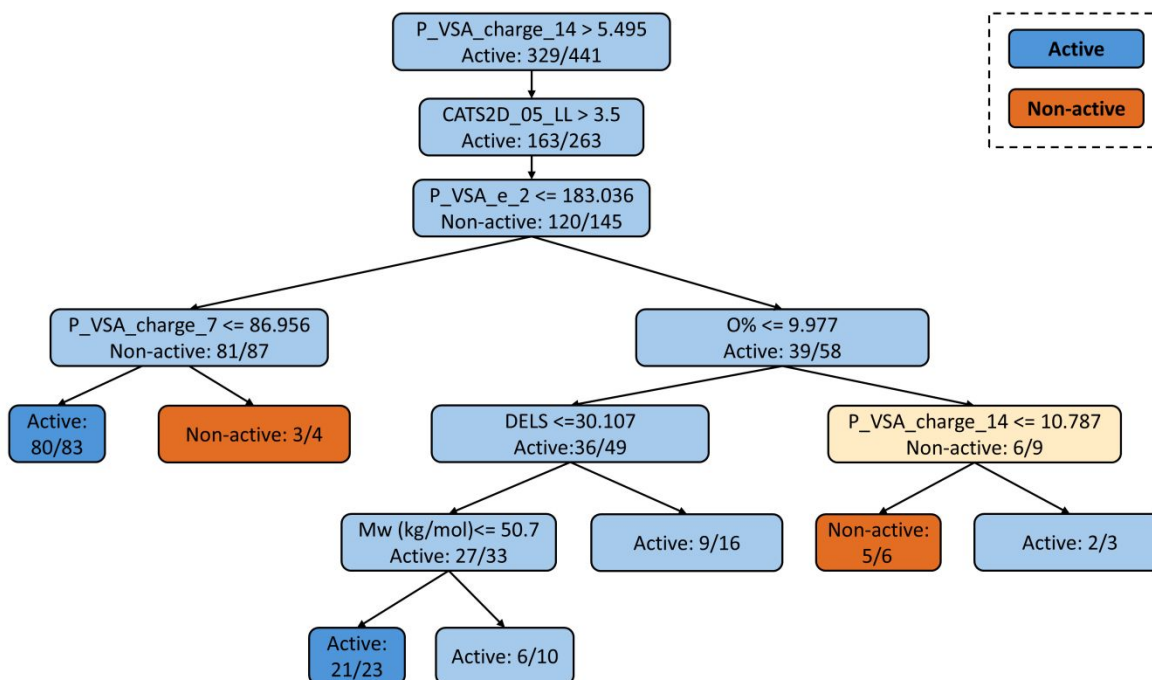 P_VSA_charge_14 > 5.495
Active: 329/441
Active
Non-active
CATS2D_05_LL > 3.5
Active: 163/263
P_VSA_e_2 <= 183.036
Non-active: 120/145
P_VSA_charge_7 <= 86.956
Non-active: 81/87
O% <= 9.977
Active: 39/58
Active:
80/83
Non-active: 3/4
DELS <=30.107
Active:36/49
P_VSA_charge_14 <= 10.787
Non-active: 6/9
Mw (kg/mol)<= 50.7
Active: 27/33
Active: 9/16
Non-active:
5/6
Active: 2/3
Active:
21/23
Active: 6/10